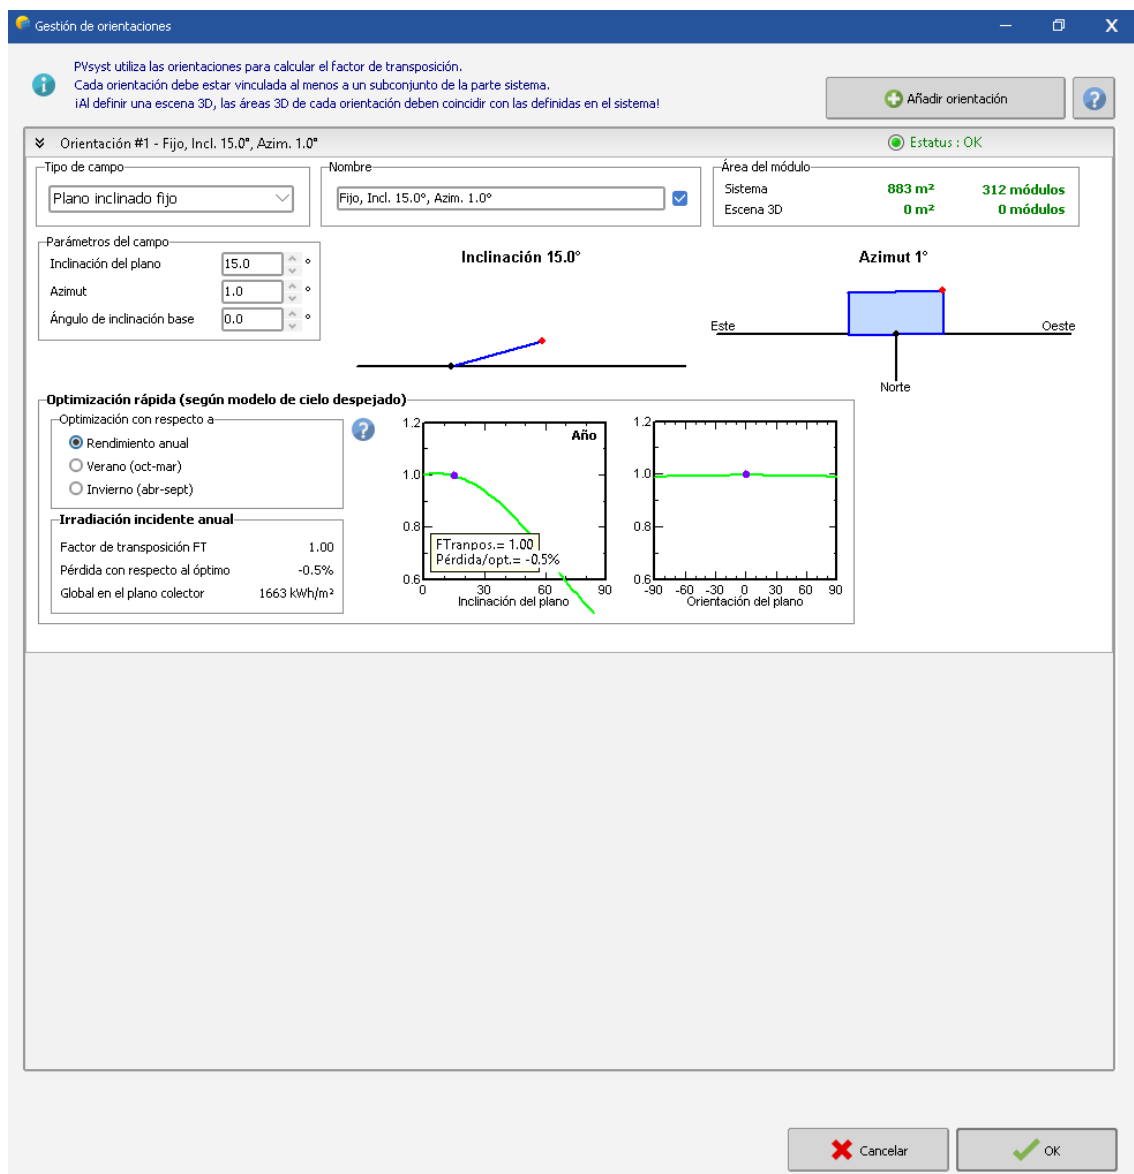 Gestión de orientaciones
PVsyst utiliza las orientaciones para calcular el factor de transposición.
Cada orientación debe estar vinculada al menos a un subconjunto de la parte sistema.
¡Al definir una escena 3D, las áreas 3D de cada orientación deben coincidir con las definidas en el sistema!
Añadir orientación
Orientación #1 - Fijo, Incl. 15.0°, Azim. 1.0°
Estatus : OK
Tipo de campo
Plano inclinado fijo
Nombre
Fijo, Incl. 15.0°, Azim. 1.0°
Área del módulo
Sistema 883 m² 312 módulos
Escena 3D 0 m² 0 módulos
Parámetros del campo
Inclinación del plano 15.0 °
Azimut 1.0 °
Ángulo de inclinación base 0.0 °
Inclinación 15.0°
Azimut 1°
Este
Oeste
Norte
Optimización rápida (según modelo de cielo despejado)
Optimización con respecto a
Rendimiento anual
Verano (oct-mar)
Invierno (abr-sept)
Irradiación incidente anual
Factor de transposición FT 1.00
Pérdida con respecto al óptimo -0.5%
Global en el plano colector 1663 kWh/m²
Año
1.2
1.0
0.8
0.6
FTranpos.= 1.00
Pérdida/opt.= -0.5%
0 30 60 90
Inclinación del plano
1.2
1.0
0.8
0.6
-90 -60 -30 0 30 60 90
Orientación del plano
Cancelar
OK